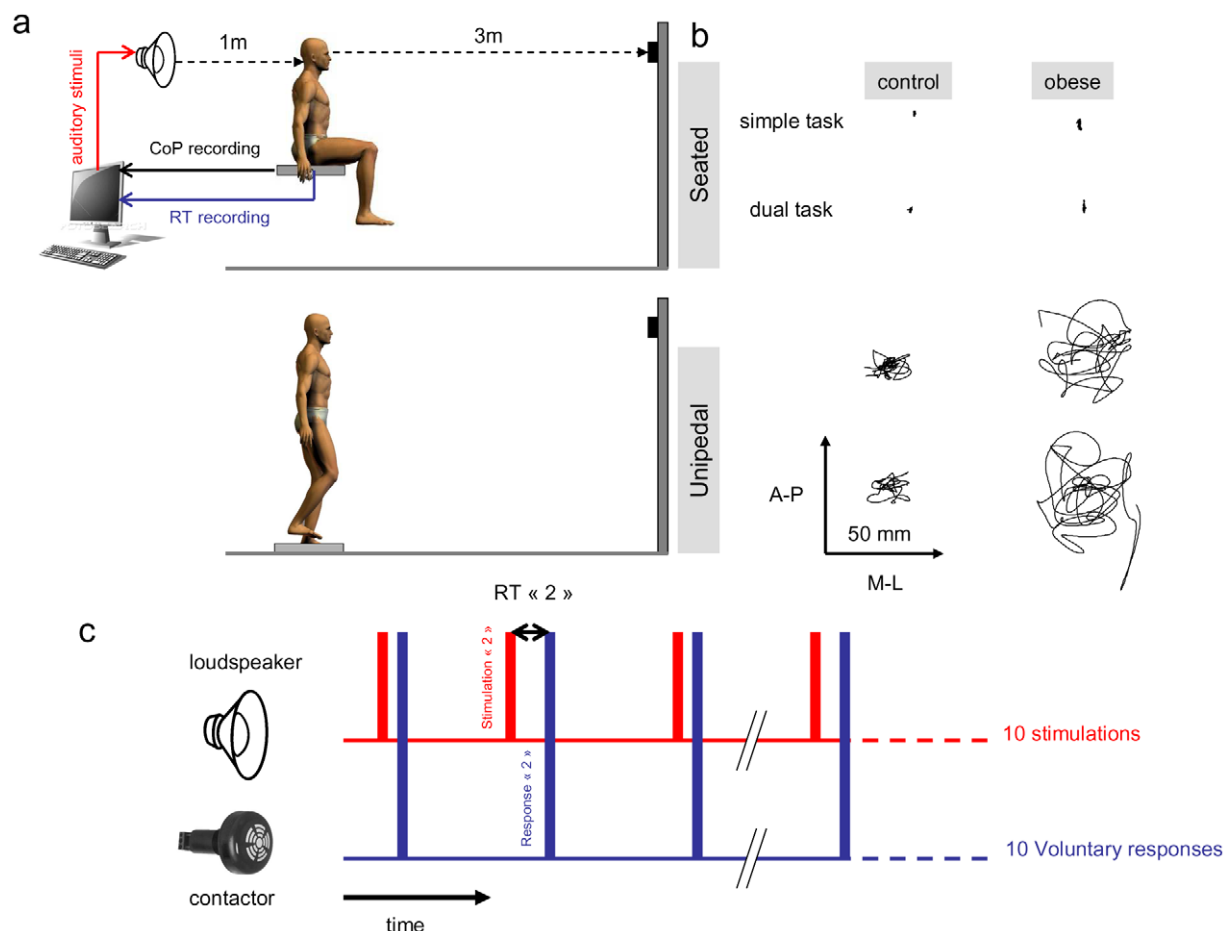 a
1m
3m
auditory stimuli
CoP recording
RT recording
b
Seated
control
obese
simple task
dual task
Unipedal
A-P
50 mm
M-L
c
RT « 2 »
loudspeaker
Stimulation « 2 »
10 stimulations
Response « 2 »
10 Voluntary responses
contactor
time